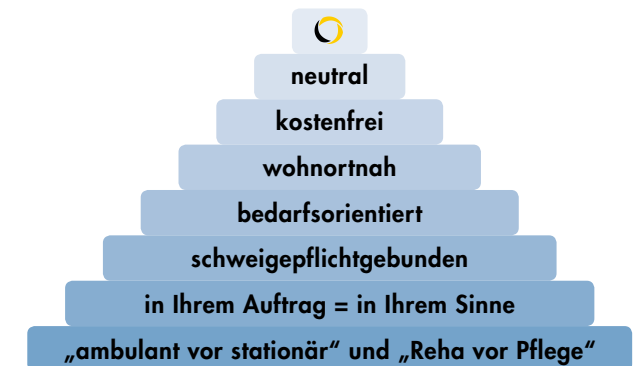 neutral
kostenfrei
wohnortnah
bedarfsorientiert
schweigepflichtgebunden
in Ihrem Auftrag = in Ihrem Sinne
„ambulant vor stationär“ und „Reha vor Pflege“